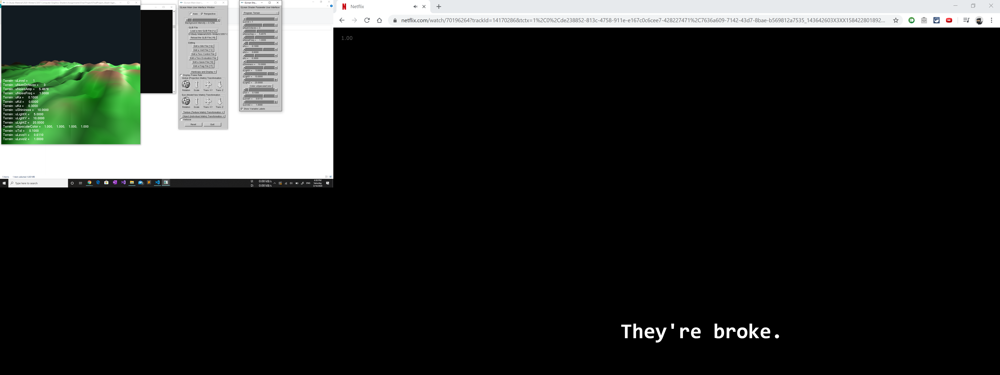 D:\Study Material\2020-Winter\CS557 Computer Graphics Shaders\Assignments\Final Project\FinalProject_Akash Agar...
Terrain : uLevel = 1
Terrain : uNumOctaves = 3
Terrain : uNoiseAmp = 5.4878
Terrain : uNoiseFreq = 1.0000
Terrain : uKa = 0.1000
Terrain : uKd = 0.6000
Terrain : uKs = 0.3000
Terrain : uShininess = 10.0000
Terrain : uLightX = 5.0000
Terrain : uLightY = 10.0000
Terrain : uLightZ = 20.0000
Terrain : uSpecularColor = 1.000, 1.000, 1.000, 1.000
Terrain : uTol = 0.1000
Terrain : uLevel1 = 0.6110
Terrain : uLevel2 = 1.0000
GLman Main User I...
GLman Main User Interface Window
Axes Perspective
Background Intensity = 0.1294
GLIB File
Load a new GLIB File [^L]
D:\Study Material\2020-Winter\CS557 C
Reload the GLIB File [^R]
Editing
Edit a Glib File [^G]
Edit a Vert File [^V]
Edit a Tess Control File
Edit a Tess Evaluation File
Edit a Geom File [^E]
Edit a Frag File [^F]
Hardcopy and Display +
Display Frame Rate
Global (Projection Matrix) Transformation
Rotation Scale Trans XY Trans Z
Eye (ModelView Matrix) Transformation
Rotation Scale Trans XY Trans Z
Texture (Texture Matrix) Transformation +
Object (Individual Matrix) Transformation +
Verbose
Reset Quit
GLman Sha...
GLman Shader Parameter User Interface
Program: Terrain
uLevel = 1
uNumOctaves = 3
uNoiseAmp = 5.4878
uNoiseFreq = 1.0000
uKa = 0.1000
uKd = 0.6000
uKs = 0.3000
uShininess = 10.0000
uLightX = 5.0000
uLightY = 10.0000
uLightZ = 20.0000
Color: uSpecularColor
uTol = 0.1000
uLevel1 = 0.6110
uLevel2 = 1.0000
Show Variable Labels
5 items 1 item selected 6.60 MB
Type here to search
U: 0.00 kB/s
D: 0.00 kB/s
ENG
4:38 PM
Saturday
3/14/2020
Netflix
netflix.com/watch/70196264?trackId=14170286&tctx=1%2C0%2Cde238852-813c-4758-911e-e167c0c6cee7-428227471%2C7636a609-7142-43d7-8bae-b569812a7535_143642603X3XX158422801892...
1.00
They're broke.